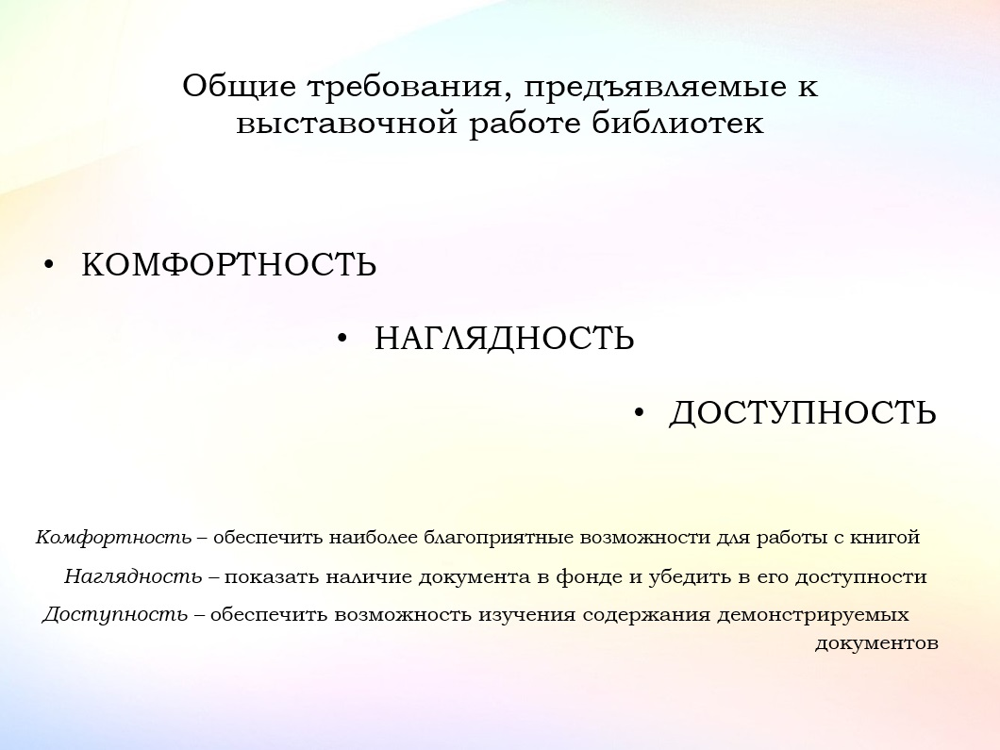 Общие требования, предъявляемые к
выставочной работе библиотек
• КОМФОРТНОСТЬ
• НАГЛЯДНОСТЬ
• ДОСТУПНОСТЬ
Комфортность – обеспечить наиболее благоприятные возможности для работы с книгой
Наглядность – показать наличие документа в фонде и убедить в его доступности
Доступность – обеспечить возможность изучения содержания демонстрируемых
документов